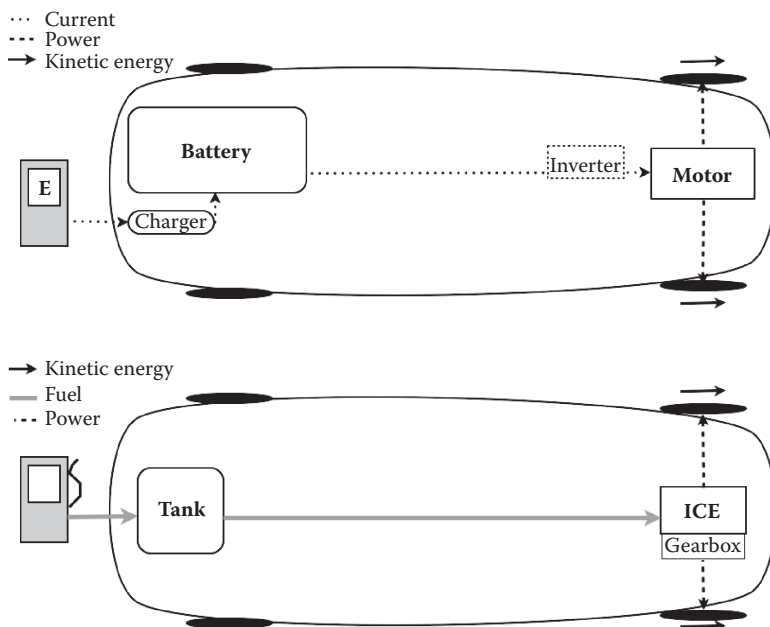 Current
Power
Kinetic energy
Battery
Inverter
Motor
E
Charger
Kinetic energy
Fuel
Power
Tank
ICE
Gearbox